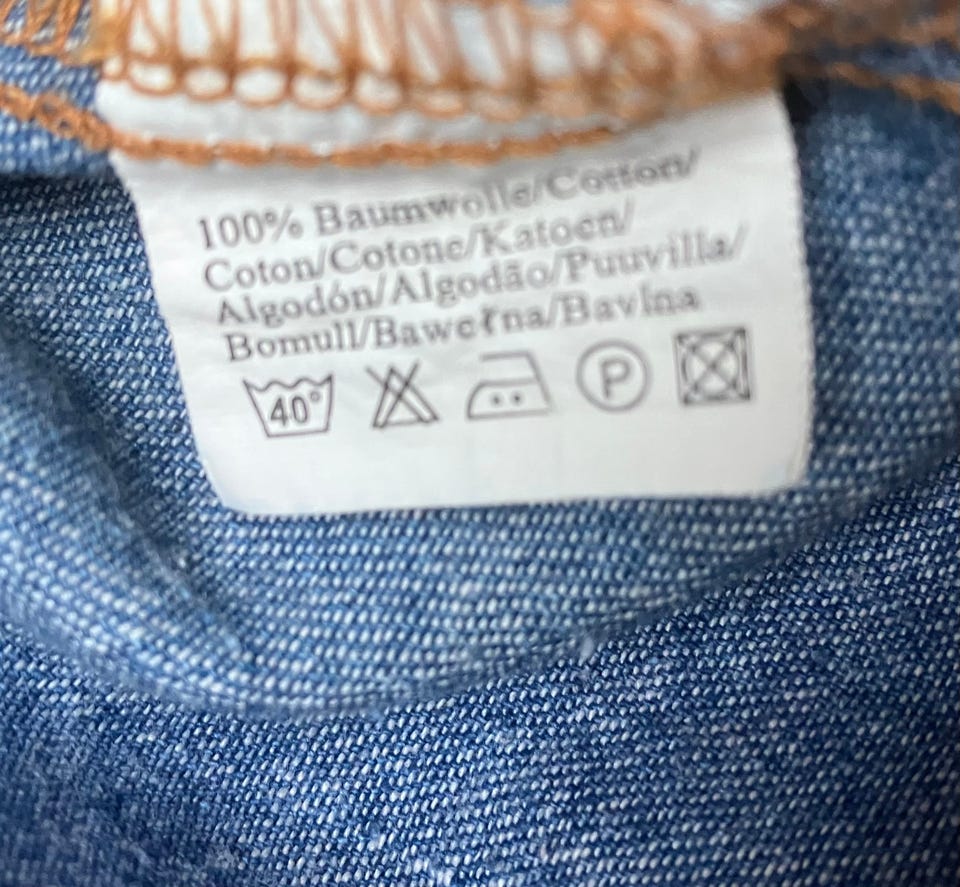 100% Baumwolle/Cotton/
Coton/Cotone/Katoen/
Algodón/Algodão/Puuvilla/
Bomull/Bawełna/Bavlna
40°
P